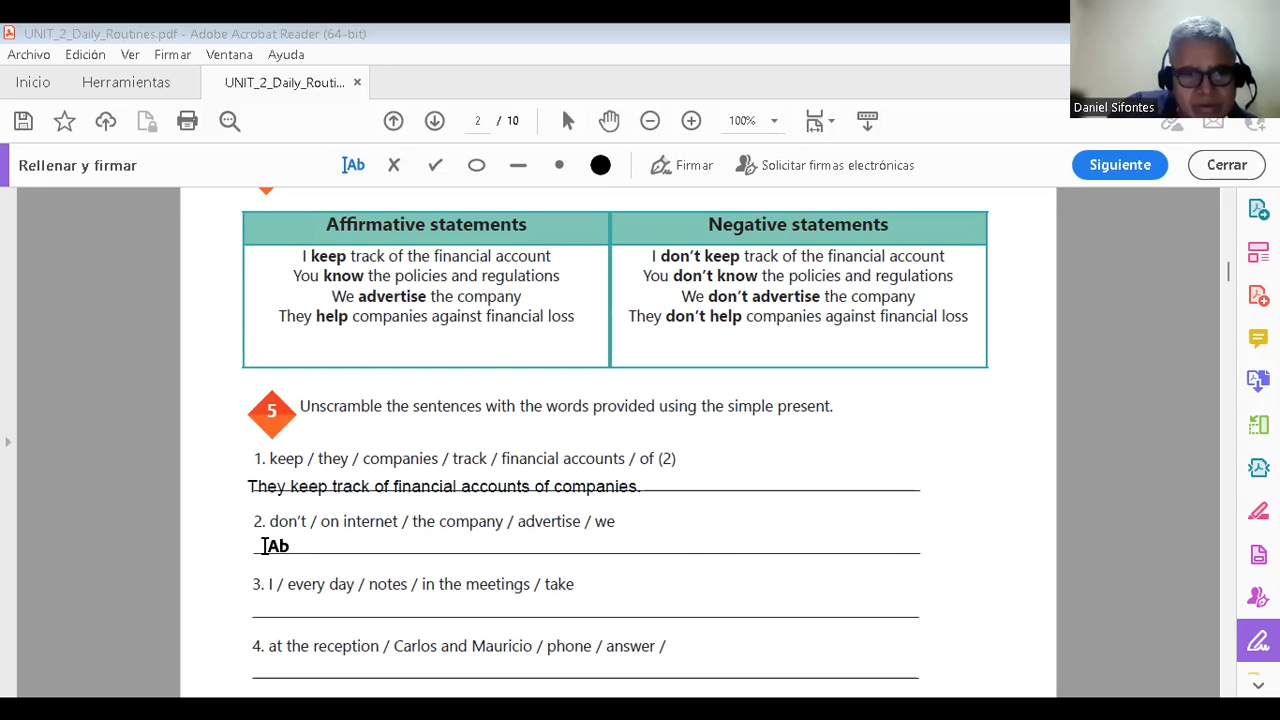 UNIT_2_Daily_Routines.pdf - Adobe Acrobat Reader (64-bit)
Archivo Edición Ver Firmar Ventana Ayuda
Inicio Herramientas UNIT_2_Daily_Routi... ×
2 / 10 100%
Daniel Sifontes
Rellenar y firmar Ab Firmar Solicitar firmas electrónicas Siguiente Cerrar
Affirmative statements
I keep track of the financial account
You know the policies and regulations
We advertise the company
They help companies against financial loss
Negative statements
I don't keep track of the financial account
You don't know the policies and regulations
We don't advertise the company
They don't help companies against financial loss
5 Unscramble the sentences with the words provided using the simple present.
1. keep / they / companies / track / financial accounts / of (2)
They keep track of financial accounts of companies.
2. don't / on internet / the company / advertise / we
Ab
3. I / every day / notes / in the meetings / take
4. at the reception / Carlos and Mauricio / phone / answer /